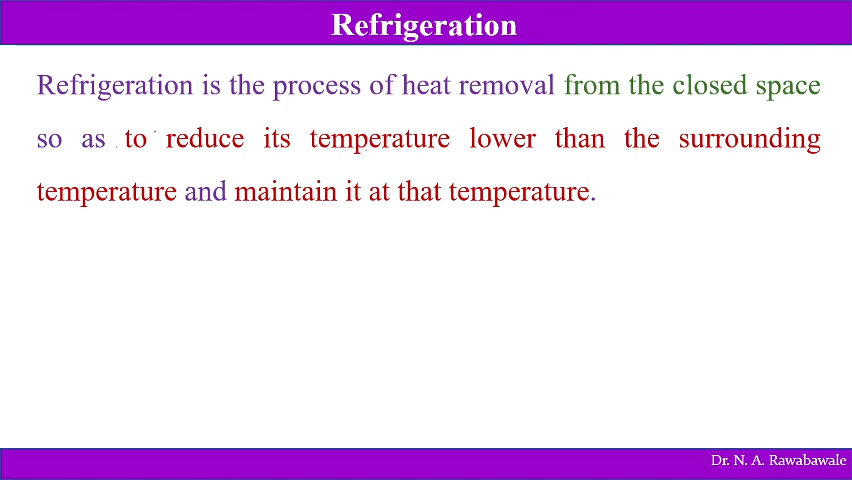 Refrigeration
Refrigeration is the process of heat removal from the closed space
so as to reduce its temperature lower than the surrounding
temperature and maintain it at that temperature.
Dr. N. A. Rawabawale